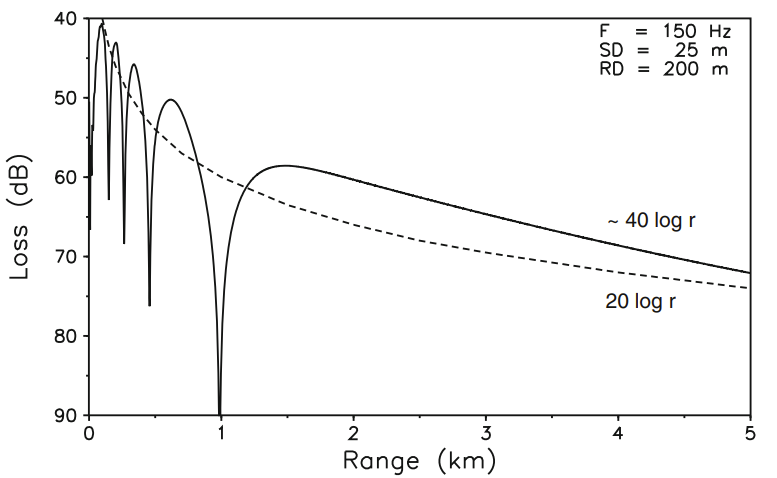 40
50
60
70
80
90
Loss (dB)
F = 150 Hz
SD = 25 m
RD = 200 m
~ 40 log r
20 log r
0 1 2 3 4 5
Range (km)